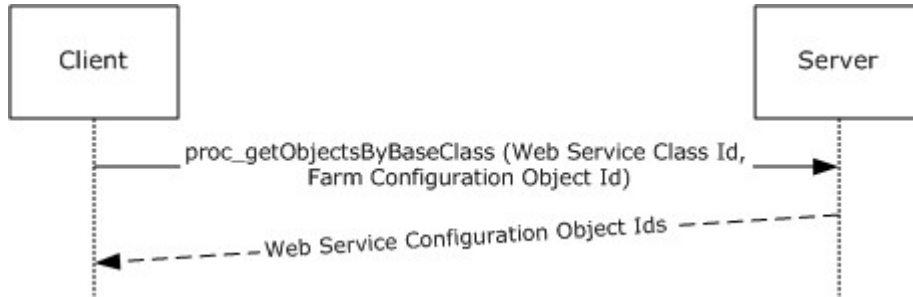 Client
Server
proc_getObjectsByBaseClass (Web Service Class Id,
Farm Configuration Object Id)
Web Service Configuration Object Ids